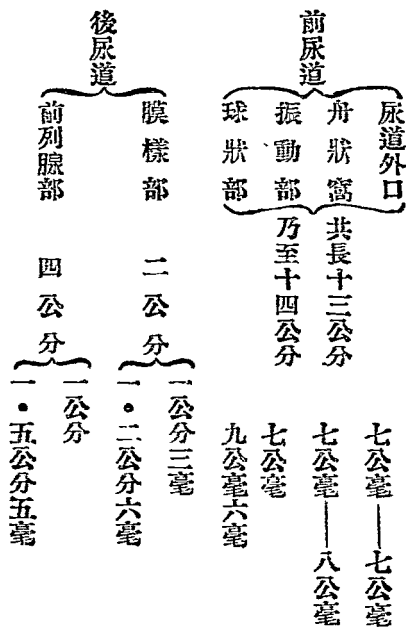 前尿道
尿道外口
舟狀窩
振動部
球狀部
共長十三公分
乃至十四公分
七公毫——七公毫
七公毫——八公毫
七公毫
九公毫六毫
後尿道
膜樣部
二公分
一公分三毫
一•二公分六毫
前列腺部
四公分
一公分
一•五公分五毫